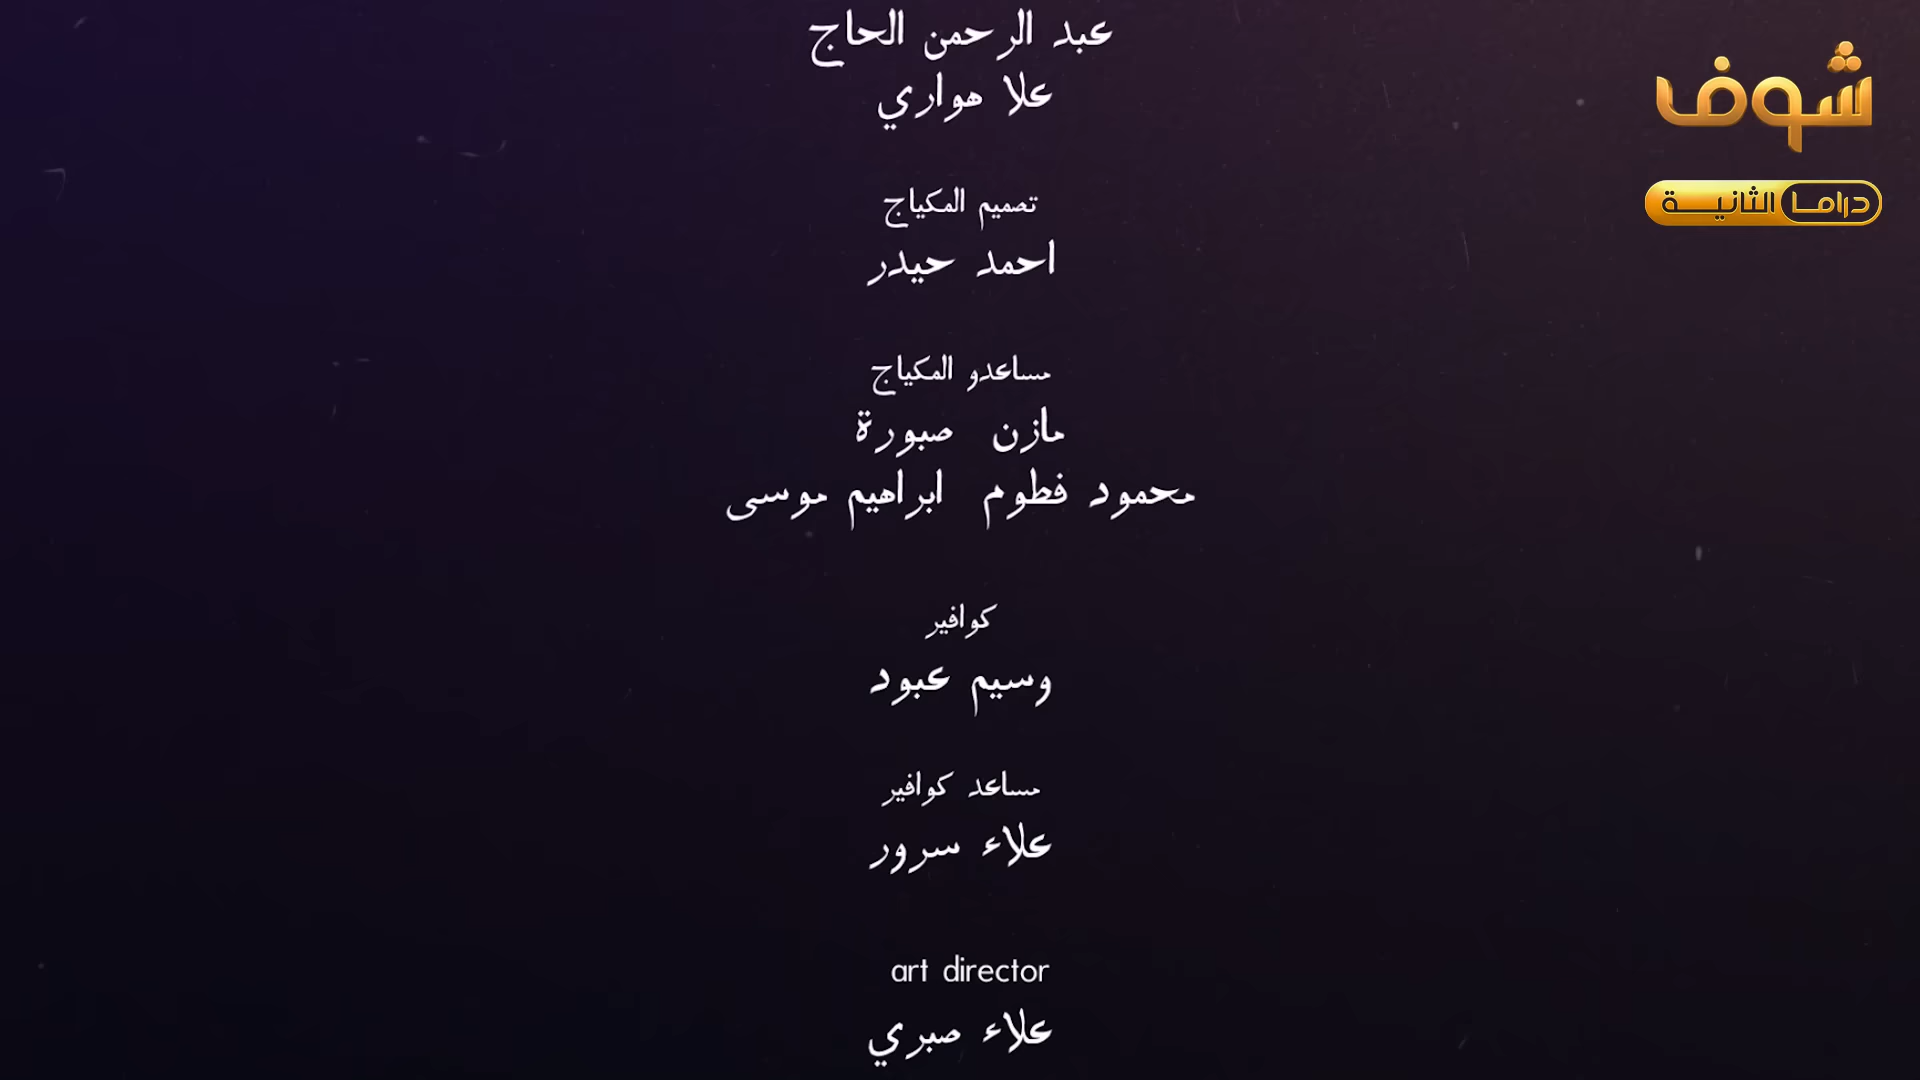 عبد الرحمن الحاج
علا هواري
تصميم المكياج
احمد حيدر
مساعدو المكياج
مازن صبورة
محمود فطوم ابراهيم موسى
كوافير
وسيم عبود
مساعد كوافير
علاء سرور
art director
علاء صبري
شوف
دراما الثانية